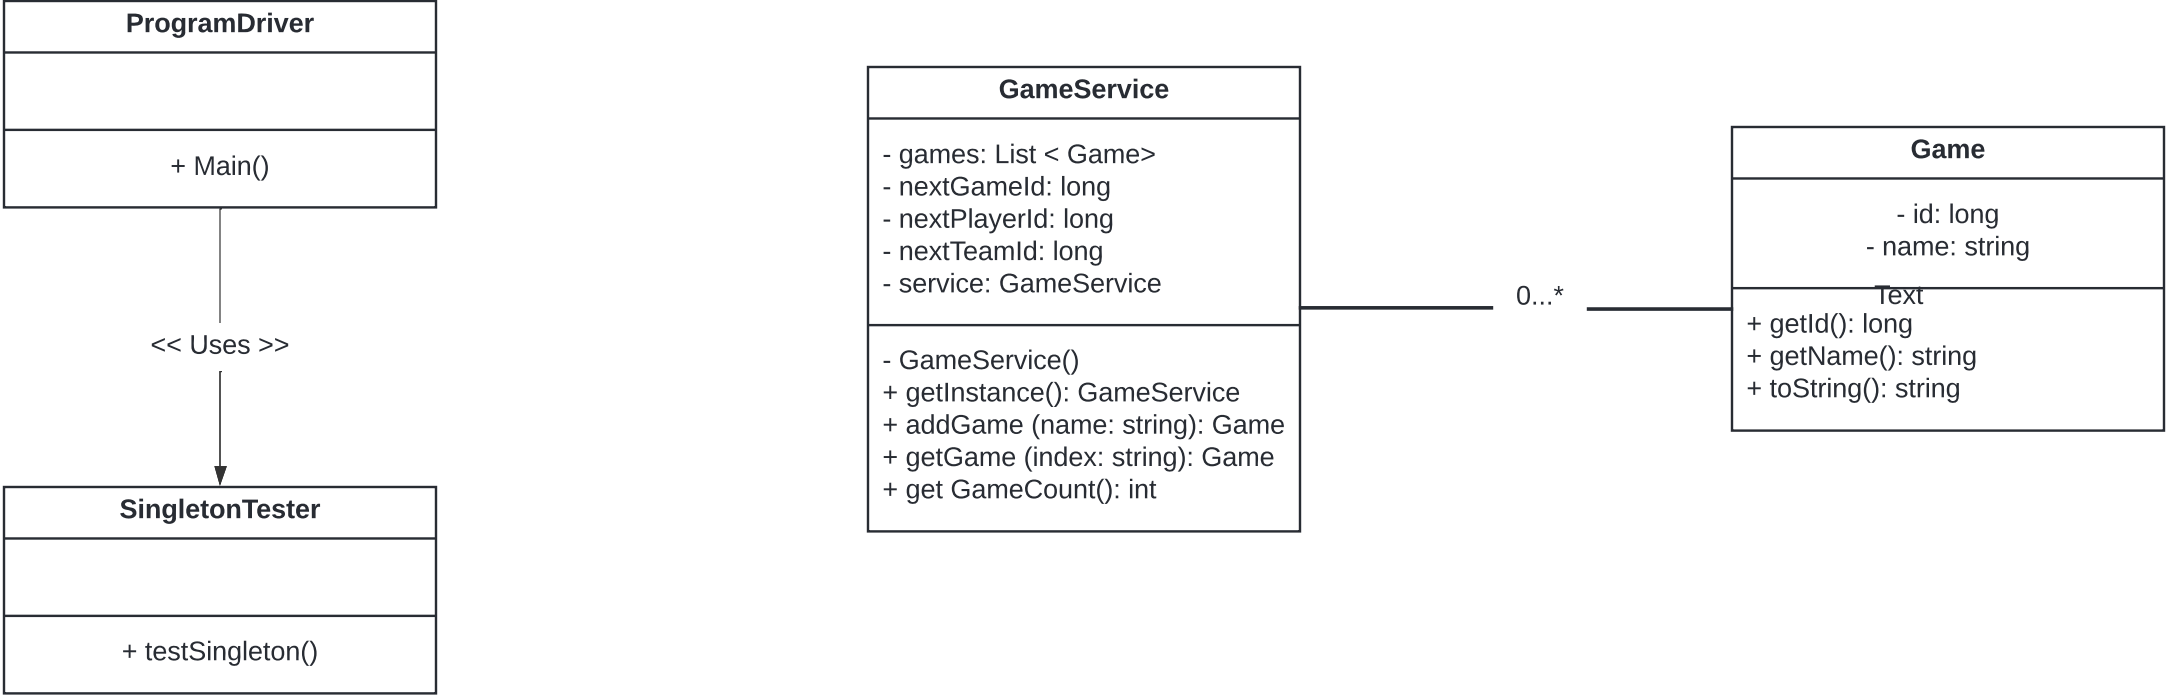 ProgramDriver
+ Main()
<< Uses >>
SingletonTester
+ testSingleton()
GameService
- games: List < Game>
- nextGameId: long
- nextPlayerId: long
- nextTeamId: long
- service: GameService
- GameService()
+ getInstance(): GameService
+ addGame (name: string): Game
+ getGame (index: string): Game
+ get GameCount(): int
0...*
Game
- id: long
- name: string
Text
+ getId(): long
+ getName(): string
+ toString(): string